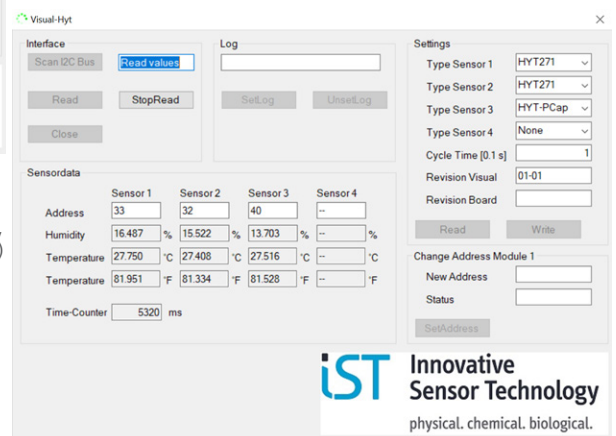 Visual-Hyt
Interface
Scan I2C Bus
Read values
Read
StopRead
Close
Log
SetLog
UnsetLog
Settings
Type Sensor 1 HYT271
Type Sensor 2 HYT271
Type Sensor 3 HYT-PCap
Type Sensor 4 None
Cycle Time [0.1 s] 1
Revision Visual 01-01
Revision Board
Read
Write
Sensordata
Sensor 1 Sensor 2 Sensor 3 Sensor 4
Address 33 32 40 --
Humidity 16.487 % 15.522 % 13.703 % -- %
Temperature 27.750 °C 27.408 °C 27.516 °C -- °C
Temperature 81.951 °F 81.334 °F 81.528 °F -- °F
Time-Counter 5320 ms
Change Address Module 1
New Address
Status
SetAddress
iST
Innovative
Sensor Technology
physical. chemical. biological.